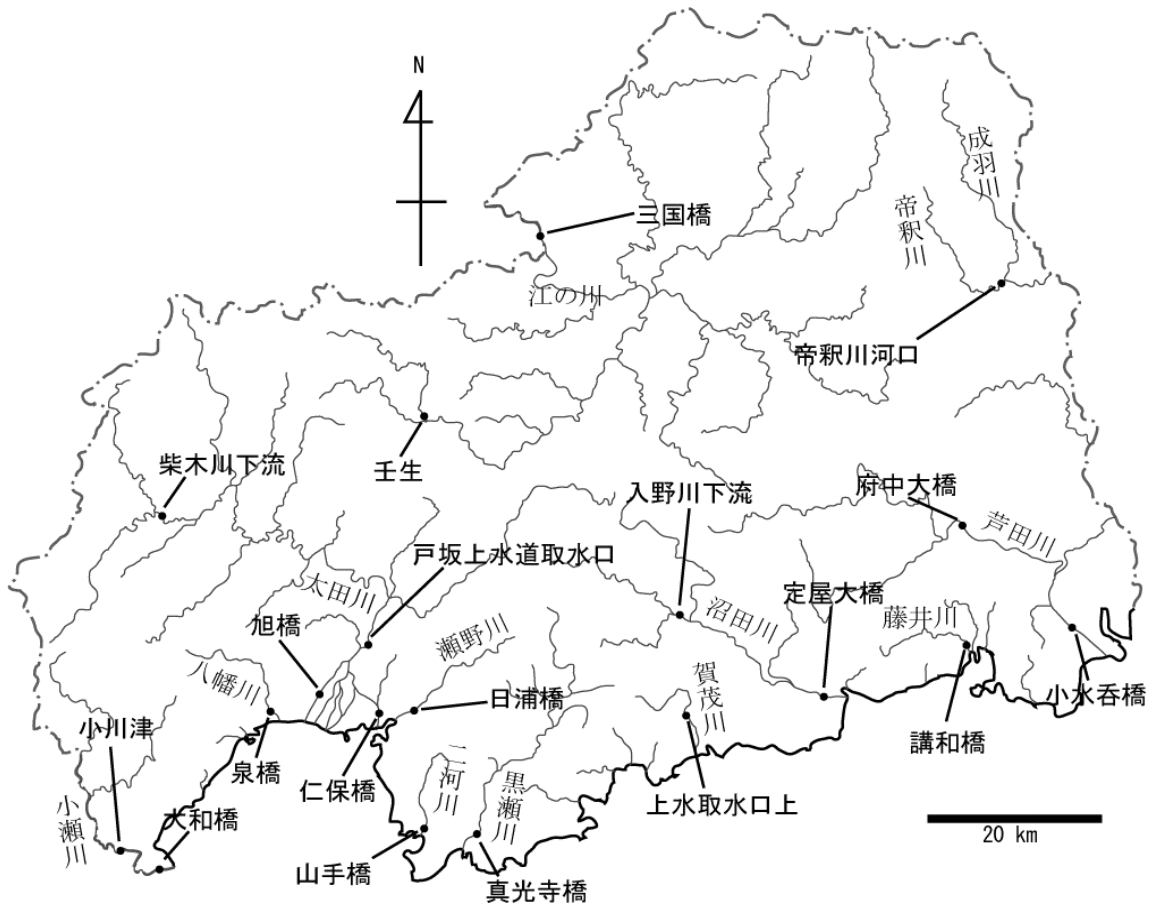 N
成羽川
三国橋
帝釈川
江の川
帝釈川河口
柴木川下流
壬生
入野川下流
府中大橋
芦田川
戸坂上水道取水口
太田川
旭橋
瀬野川
沼田川
定屋大橋
藤井川
八幡川
日浦橋
賀茂川
小水呑橋
小川津
泉橋
仁保橋
講和橋
小瀬川
大和橋
二河川
黒瀬川
上水取水口上
20 km
山手橋
真光寺橋